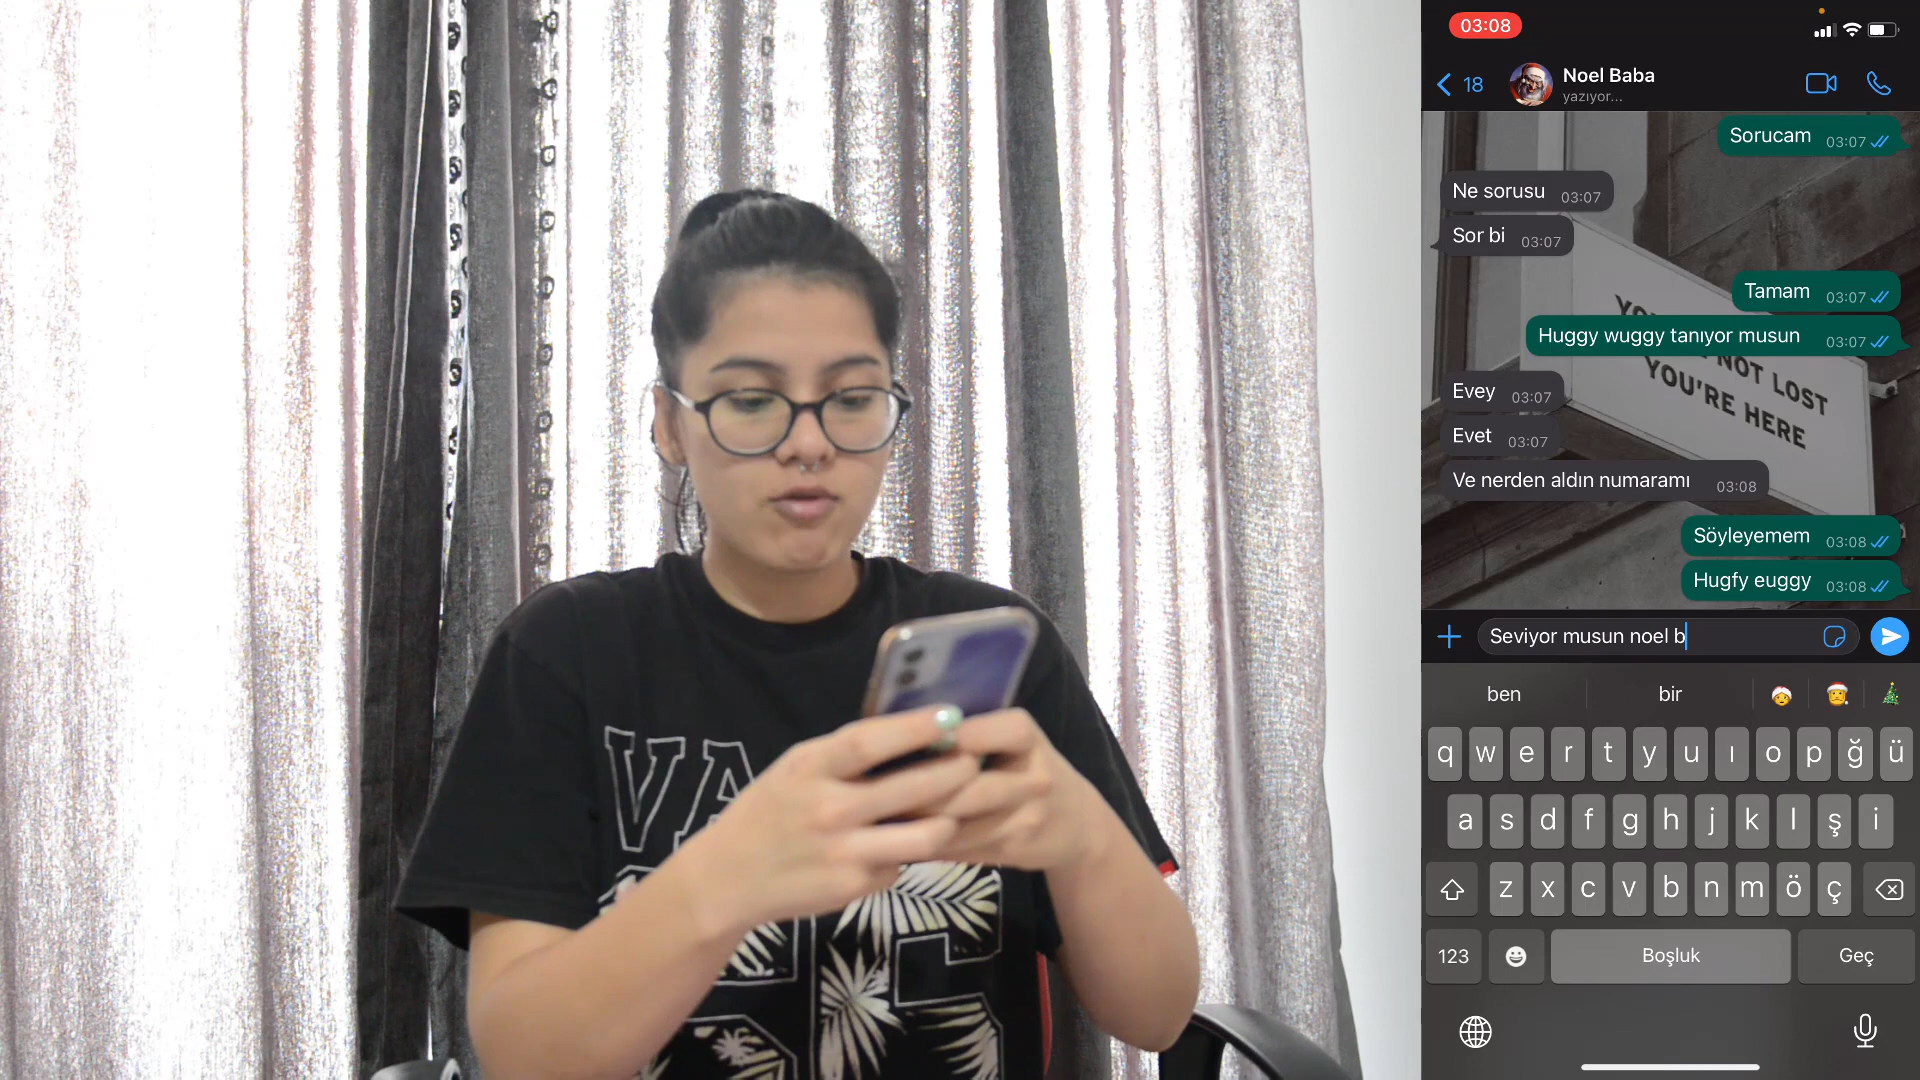 VA
03:08
18
Noel Baba
yazıyor...
Sorucam 03:07
Ne sorusu 03:07
Sor bi 03:07
Tamam 03:07
Huggy wuggy tanıyor musun 03:07
NOT LOST
YOU'RE HERE
Evey 03:07
Evet 03:07
Ve nerden aldın numaramı 03:08
Söyleyemem 03:08
Hugfy euggy 03:08
Seviyor musun noel b
ben bir
q w e r t y u ı o p ğ ü
a s d f g h j k l ş i
z x c v b n m ö ç
123 Boşluk Geç